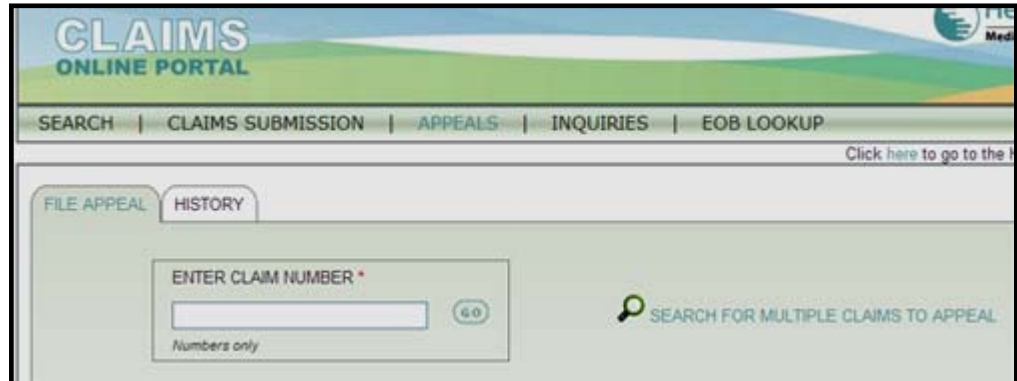 CLAIMS
ONLINE PORTAL
SEARCH | CLAIMS SUBMISSION | APPEALS | INQUIRIES | EOB LOOKUP
Click here to go to the
FILE APPEAL HISTORY
ENTER CLAIM NUMBER *
GO
SEARCH FOR MULTIPLE CLAIMS TO APPEAL
Numbers only